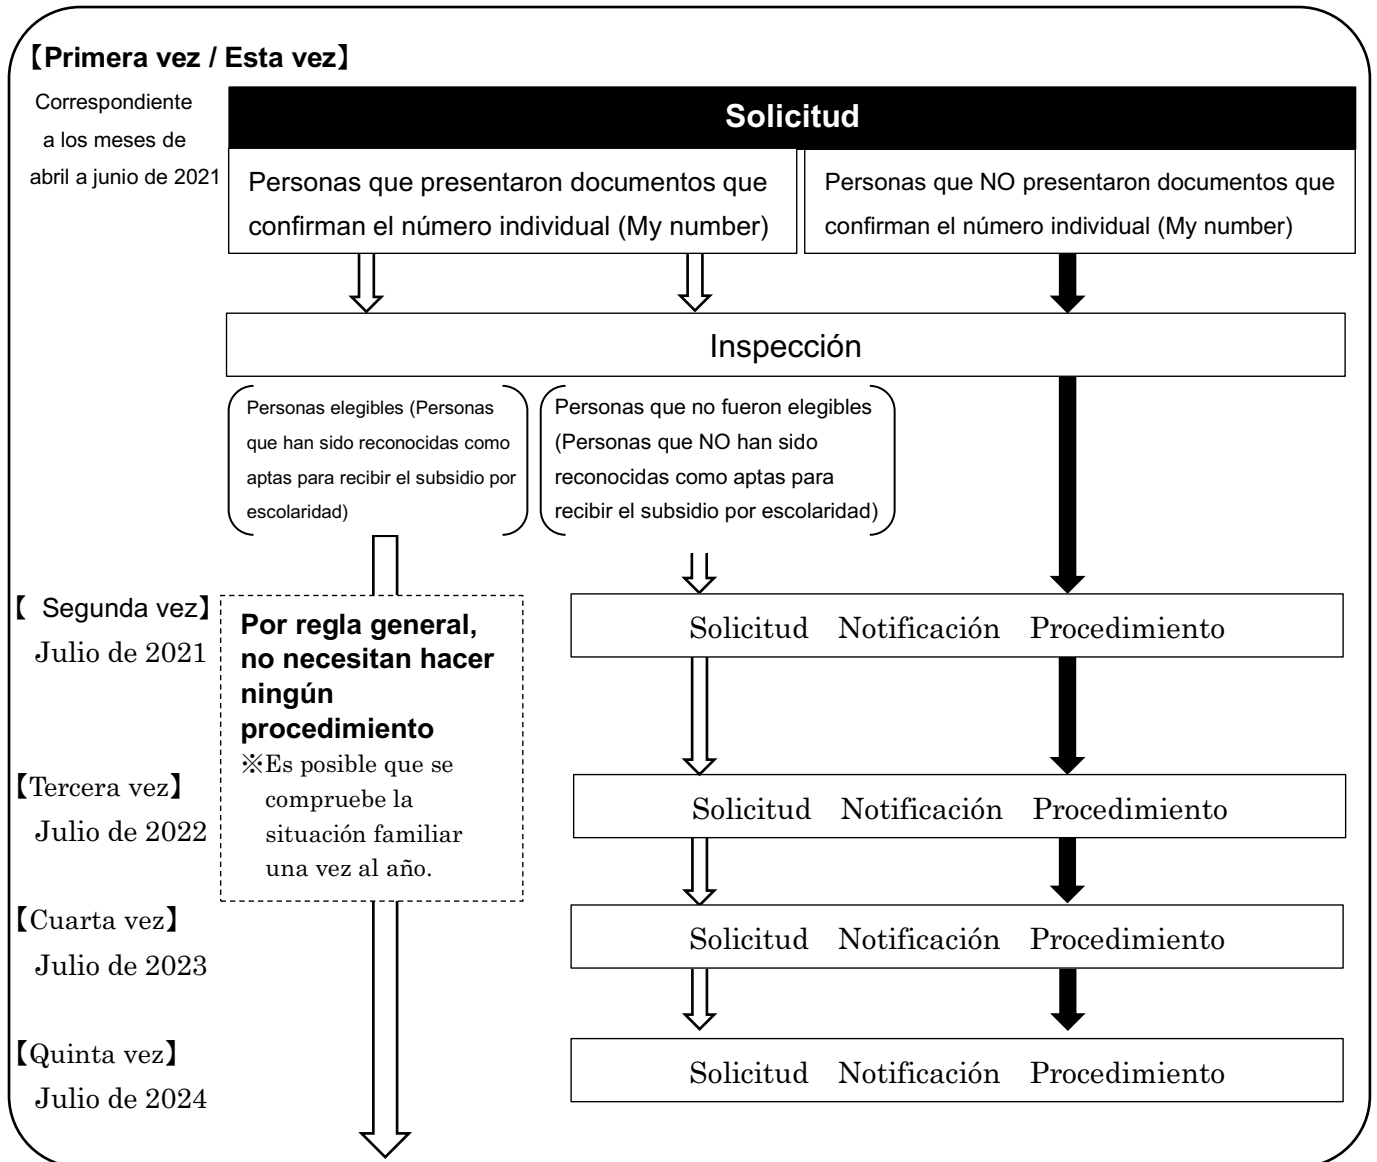 【Primera vez / Esta vez】
Correspondiente
a los meses de
abril a junio de 2021
Solicitud
Personas que presentaron documentos que
confirman el número individual (My number)
Personas que NO presentaron documentos que
confirman el número individual (My number)
Inspección
Personas elegibles (Personas
que han sido reconocidas como
aptas para recibir el subsidio por
escolaridad)
Personas que no fueron elegibles
(Personas que NO han sido
reconocidas como aptas para
recibir el subsidio por escolaridad)
【 Segunda vez】
Julio de 2021
Por regla general,
no necesitan hacer
ningún
procedimiento
※Es posible que se
compruebe la
situación familiar
una vez al año.
Solicitud Notificación Procedimiento
【Tercera vez】
Julio de 2022
Solicitud Notificación Procedimiento
【Cuarta vez】
Julio de 2023
Solicitud Notificación Procedimiento
【Quinta vez】
Julio de 2024
Solicitud Notificación Procedimiento